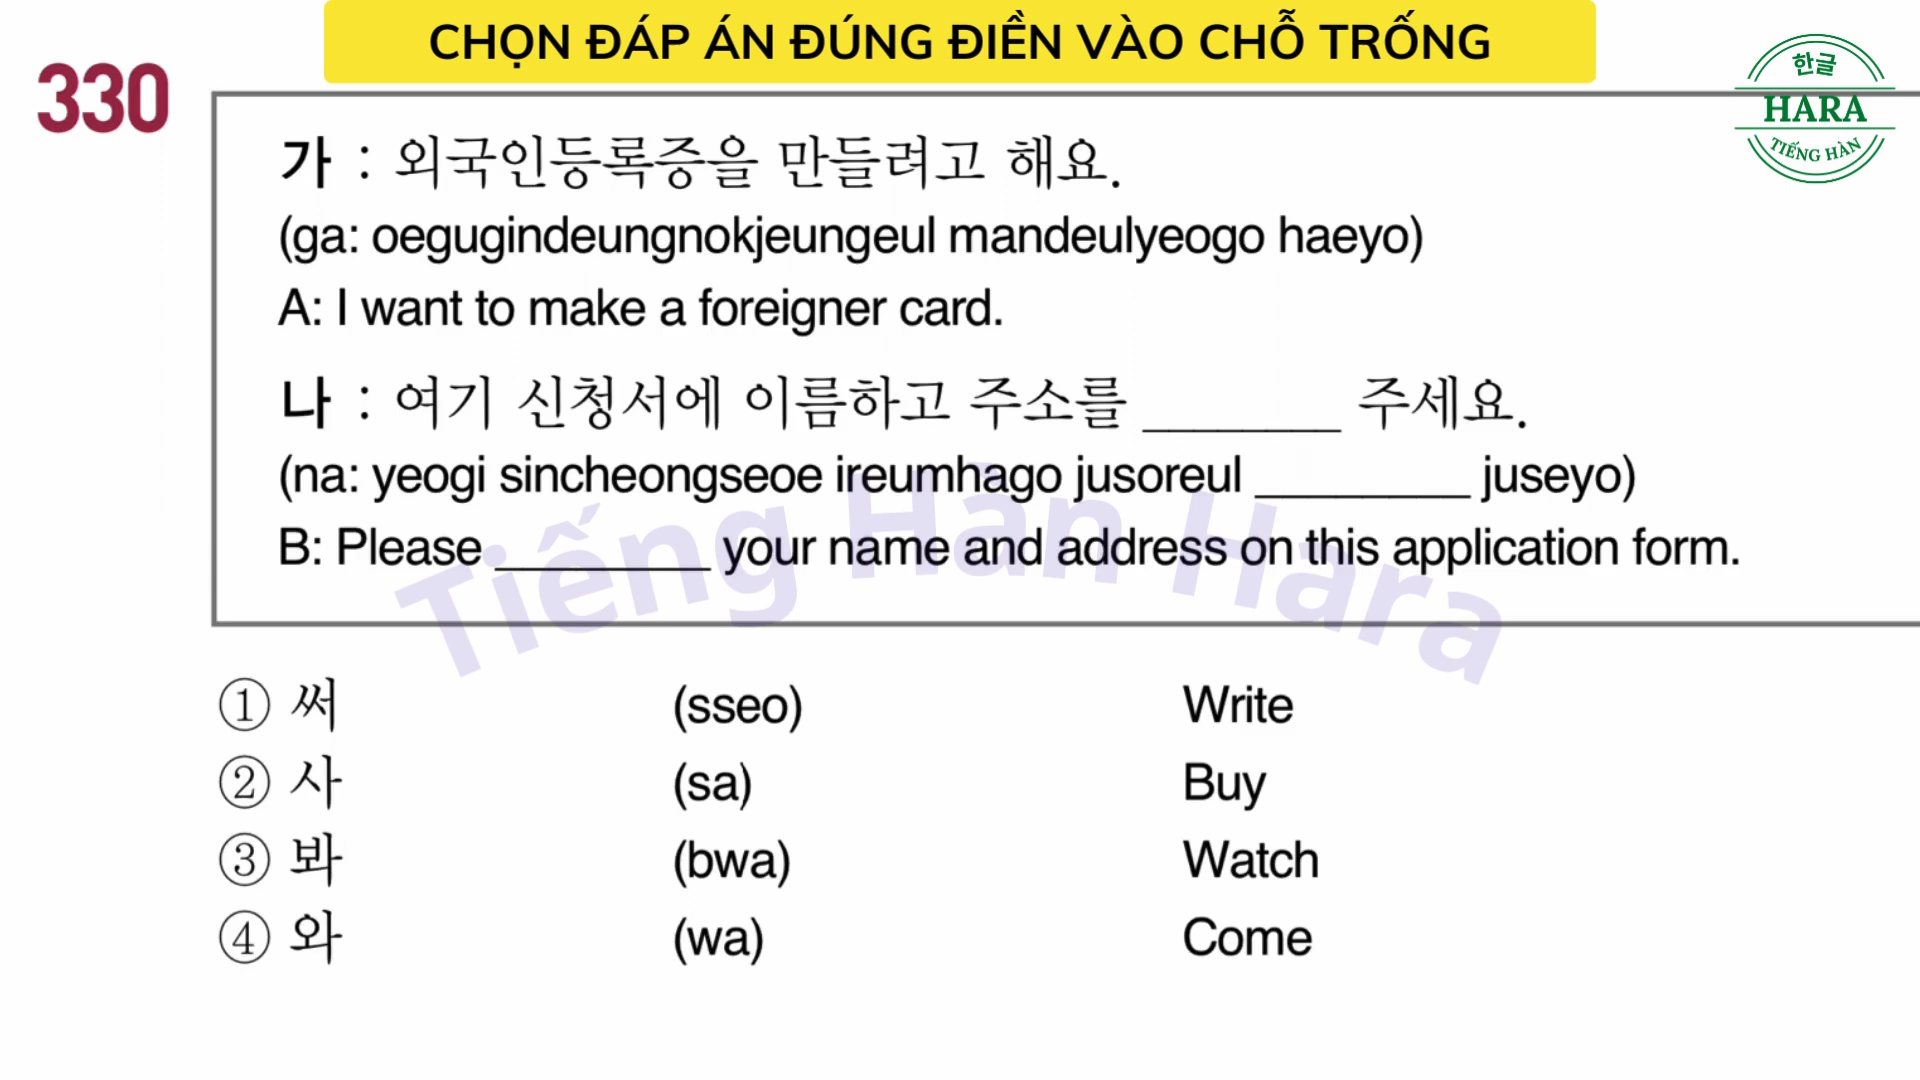 CHỌN ĐÁP ÁN ĐÚNG ĐIỀN VÀO CHỖ TRỐNG
한글
HARA
TIẾNG HÀN
330
가 : 외국인등록증을 만들려고 해요.
(ga: oegugindeungnokjeungeul mandeulyeogo haeyo)
A: I want to make a foreigner card.
나 : 여기 신청서에 이름하고 주소를 ________ 주세요.
(na: yeogi sincheongseoe ireumhago jusoreul ________ juseyo)
B: Please ________ your name and address on this application form.
Tiếng Hàn Hara
① 써 (sseo) Write
② 사 (sa) Buy
③ 봐 (bwa) Watch
④ 와 (wa) Come